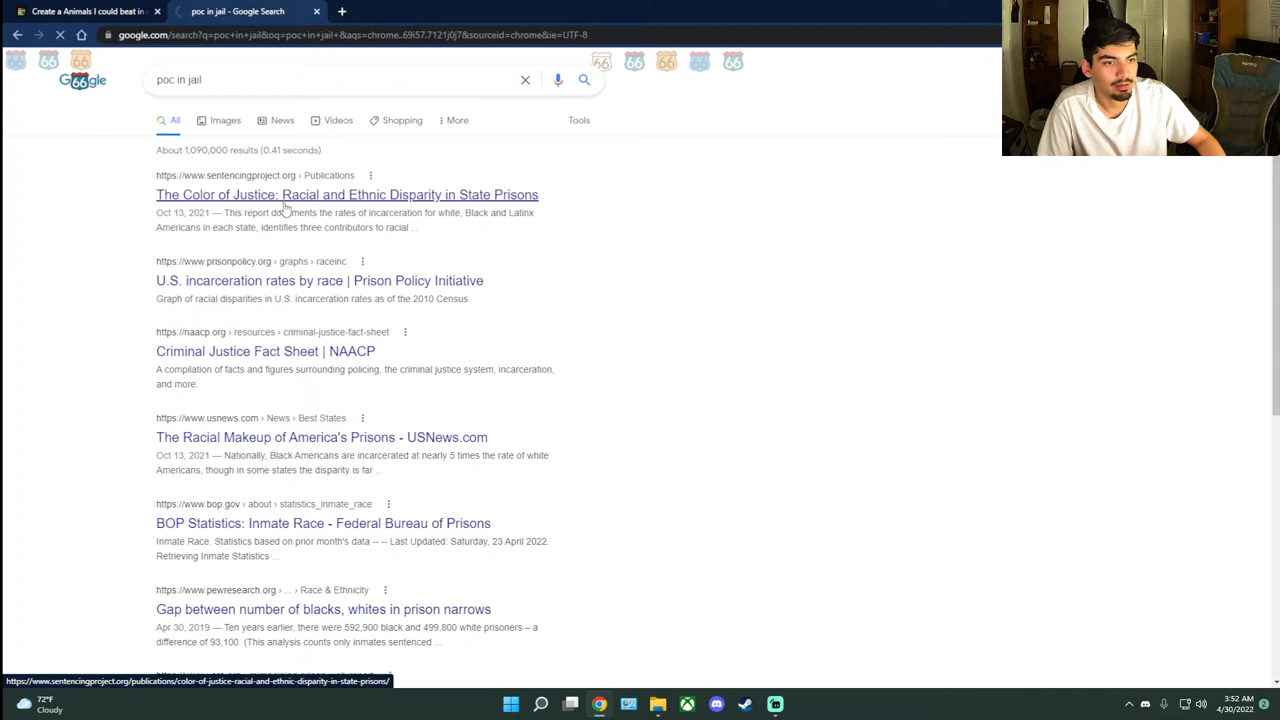 Create a Animals I could beat in
poc in jail - Google Search
google.com/search?q=poc+in+jail&oq=poc+in+jail+&aqs=chrome..69i57.7121j0j7&sourceid=chrome&ie=UTF-8
66 66 66 66 66 66 66 66
Google 66
poc in jail
All Images News Videos Shopping More Tools
About 1,090,000 results (0.41 seconds)
https://www.sentencingproject.org › Publications
The Color of Justice: Racial and Ethnic Disparity in State Prisons
Oct 13, 2021 — This report documents the rates of incarceration for white, Black and Latinx
Americans in each state, identifies three contributors to racial ...
https://www.prisonpolicy.org › graphs › raceinc
U.S. incarceration rates by race | Prison Policy Initiative
Graph of racial disparities in U.S. incarceration rates as of the 2010 Census.
https://naacp.org › resources › criminal-justice-fact-sheet
Criminal Justice Fact Sheet | NAACP
A compilation of facts and figures surrounding policing, the criminal justice system, incarceration,
and more.
https://www.usnews.com › News › Best States
The Racial Makeup of America's Prisons - USNews.com
Oct 13, 2021 — Nationally, Black Americans are incarcerated at nearly 5 times the rate of white
Americans, though in some states the disparity is far ...
https://www.bop.gov › about › statistics_inmate_race
BOP Statistics: Inmate Race - Federal Bureau of Prisons
Inmate Race. Statistics based on prior month's data -- -- Last Updated: Saturday, 23 April 2022.
Retrieving Inmate Statistics ...
https://www.pewresearch.org › ... › Race & Ethnicity
Gap between number of blacks, whites in prison narrows
Apr 30, 2019 — Ten years earlier, there were 592,900 black and 499,800 white prisoners – a
difference of 93,100. (This analysis counts only inmates sentenced ...
https://www.sentencingproject.org/publications/color-of-justice-racial-and-ethnic-disparity-in-state-prisons/
72°F
Cloudy
3:52 AM
4/30/2022
2